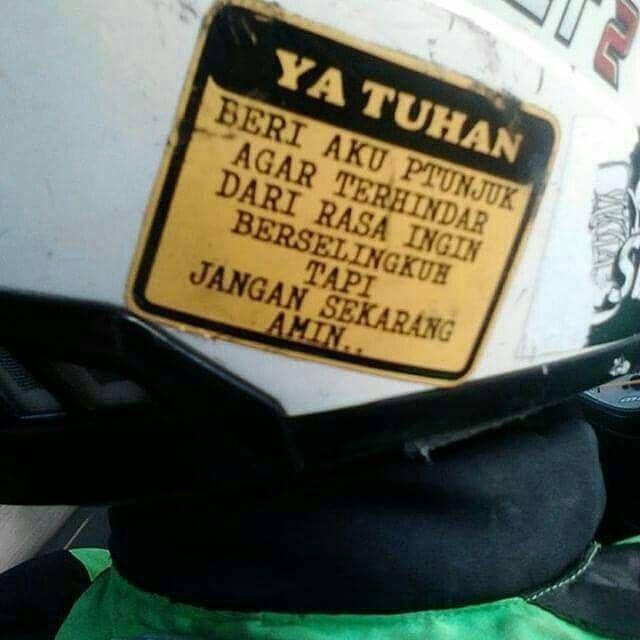 YA TUHAN
BERI AKU PTUNJUK
AGAR TERHINDAR
DARI RASA INGIN
BERSELINGKUH
TAPI
JANGAN SEKARANG
AMIN..